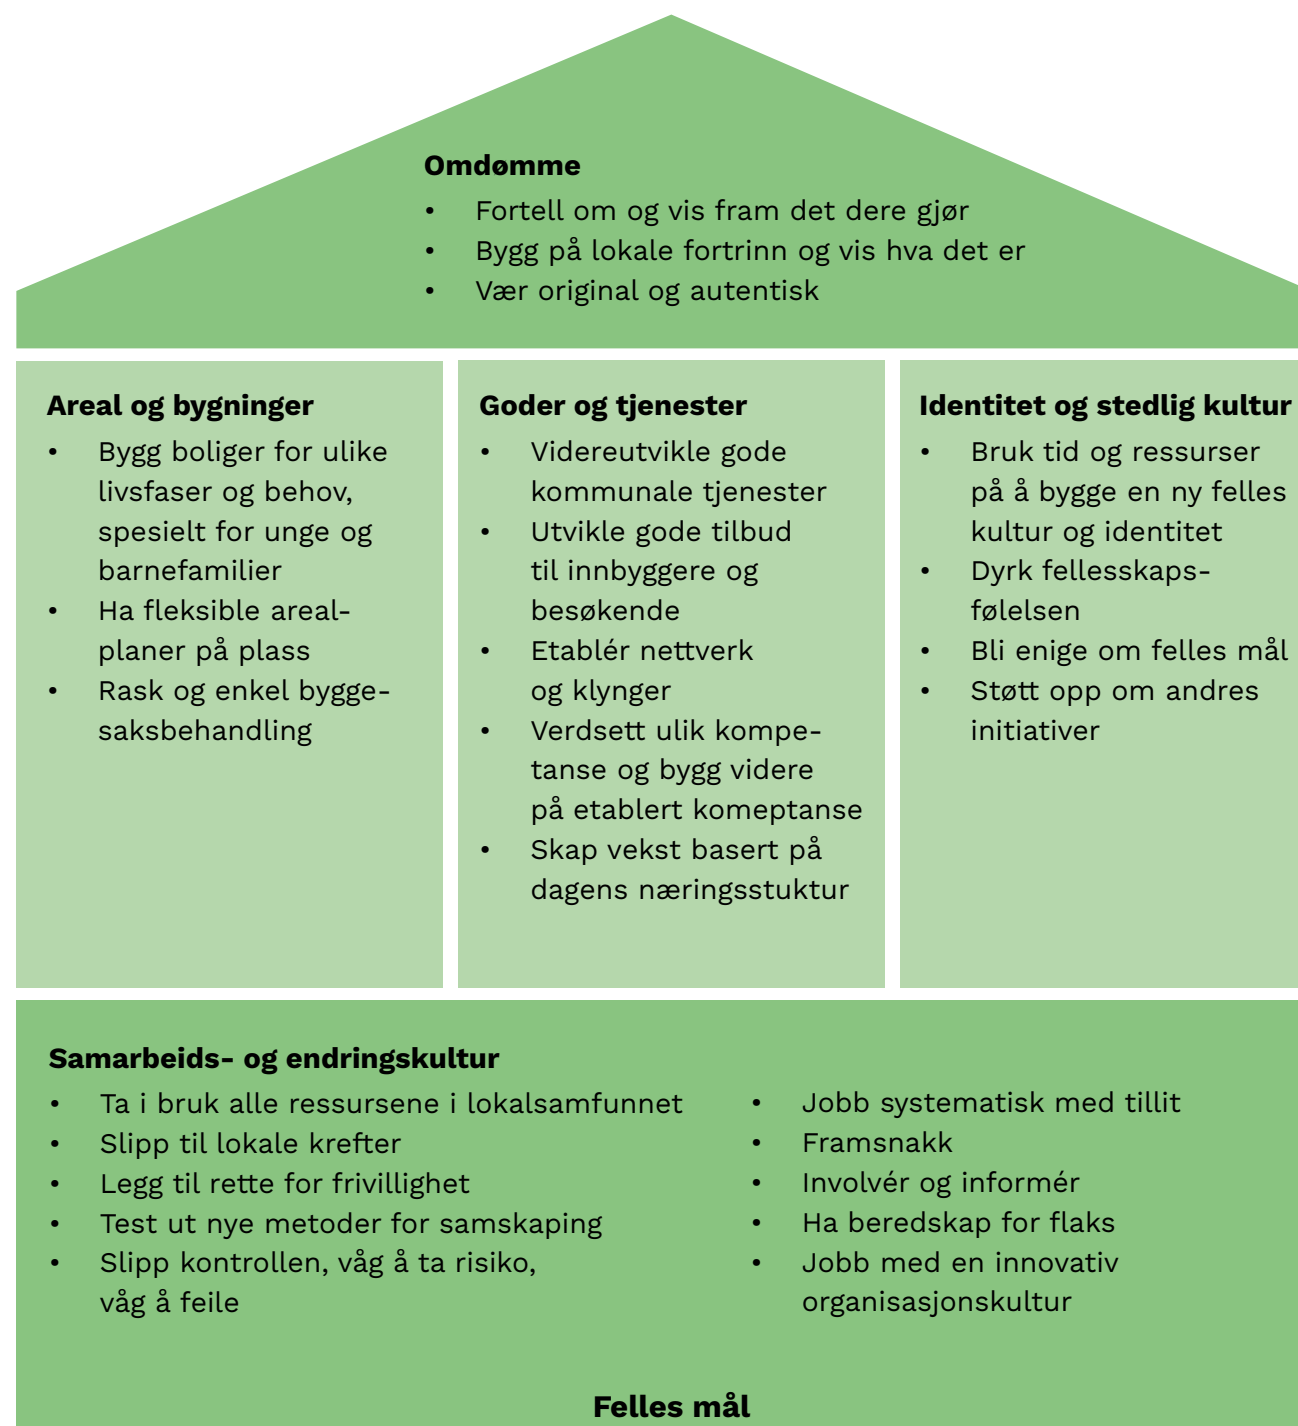 Omdømme
• Fortell om og vis fram det dere gjør
• Bygg på lokale fortrinn og vis hva det er
• Vær original og autentisk
Areal og bygninger
• Bygg boliger for ulike
livsfaser og behov,
spesielt for unge og
barnefamilier
• Ha fleksible areal-
planer på plass
• Rask og enkel bygge-
saksbehandling
Goder og tjenester
• Videreutvikle gode
kommunale tjenester
• Utvikle gode tilbud
til innbyggere og
besøkende
• Etablér nettverk
og klynger
• Verdsett ulik kompe-
tanse og bygg videre
på etablert komeptanse
• Skap vekst basert på
dagens næringsstuktur
Identitet og stedlig kultur
• Bruk tid og ressurser
på å bygge en ny felles
kultur og identitet
• Dyrk fellesskaps-
følelsen
• Bli enige om felles mål
• Støtt opp om andres
initiativer
Samarbeids- og endringskultur
• Ta i bruk alle ressursene i lokalsamfunnet
• Slipp til lokale krefter
• Legg til rette for frivillighet
• Test ut nye metoder for samskaping
• Slipp kontrollen, våg å ta risiko,
våg å feile
• Jobb systematisk med tillit
• Framsnakk
• Involvér og informér
• Ha beredskap for flaks
• Jobb med en innovativ
organisasjonskultur
Felles mål